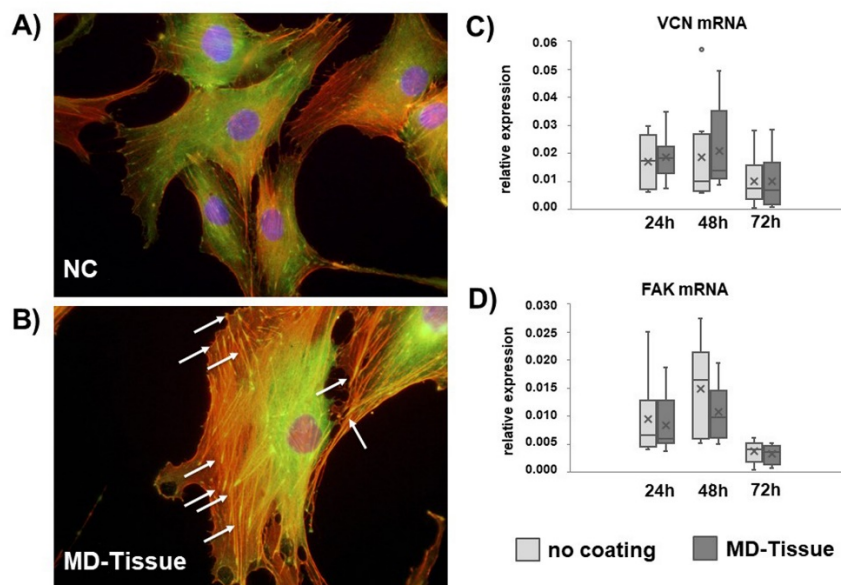 A)
NC
B)
MD-Tissue
C)
VCN mRNA
relative expression
0.06
0.05
0.04
0.03
0.02
0.01
0.00
24h 48h 72h
D)
FAK mRNA
relative expression
0.030
0.025
0.020
0.015
0.010
0.005
0.000
24h 48h 72h
no coating MD-Tissue